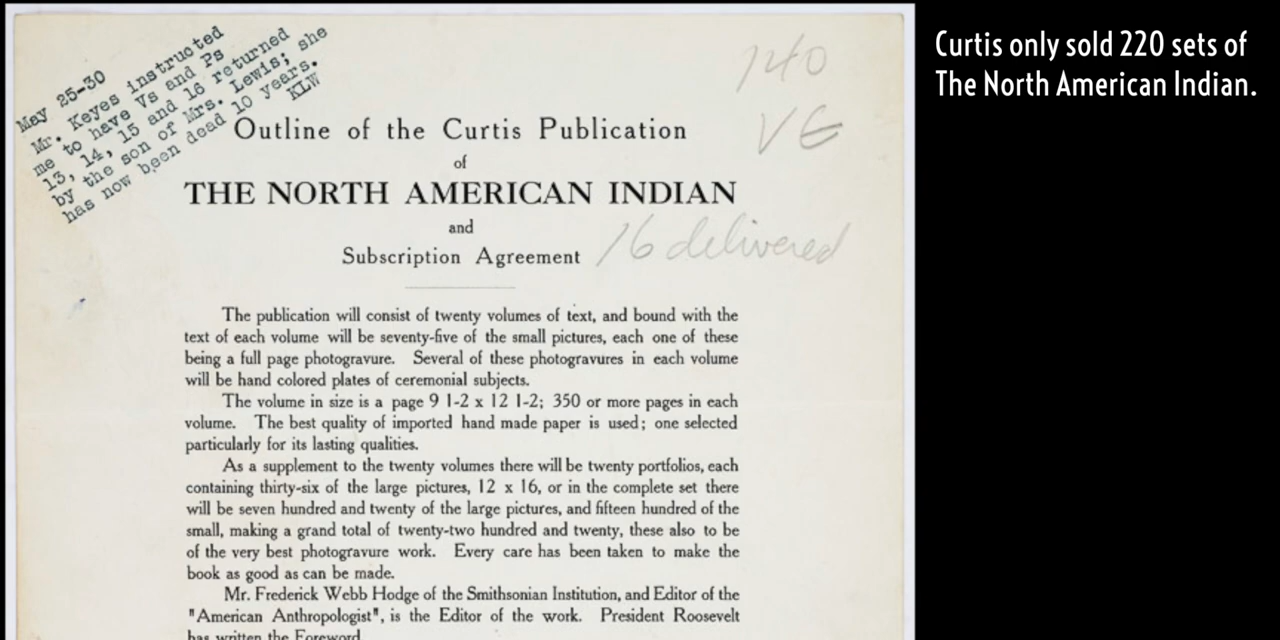 May 25-30
Mr. Keyes instructed
me to have Vs and Ps
13, 14, 15 and 16 returned
by the son of Mrs. Lewis; she
has now been dead 10 years.
KLW
140
VE
Outline of the Curtis Publication
of
THE NORTH AMERICAN INDIAN
and
Subscription Agreement
16 delivered
The publication will consist of twenty volumes of text, and bound with the
text of each volume will be seventy-five of the small pictures, each one of these
being a full page photogravure. Several of these photogravures in each volume
will be hand colored plates of ceremonial subjects.
The volume in size is a page 9 1-2 x 12 1-2; 350 or more pages in each
volume. The best quality of imported hand made paper is used; one selected
particularly for its lasting qualities.
As a supplement to the twenty volumes there will be twenty portfolios, each
containing thirty-six of the large pictures, 12 x 16, or in the complete set there
will be seven hundred and twenty of the large pictures, and fifteen hundred of the
small, making a grand total of twenty-two hundred and twenty, these also to be
of the very best photogravure work. Every care has been taken to make the
book as good as can be made.
Mr. Frederick Webb Hodge of the Smithsonian Institution, and Editor of the
"American Anthropologist", is the Editor of the work. President Roosevelt
has written the Foreword.
Curtis only sold 220 sets of
The North American Indian.